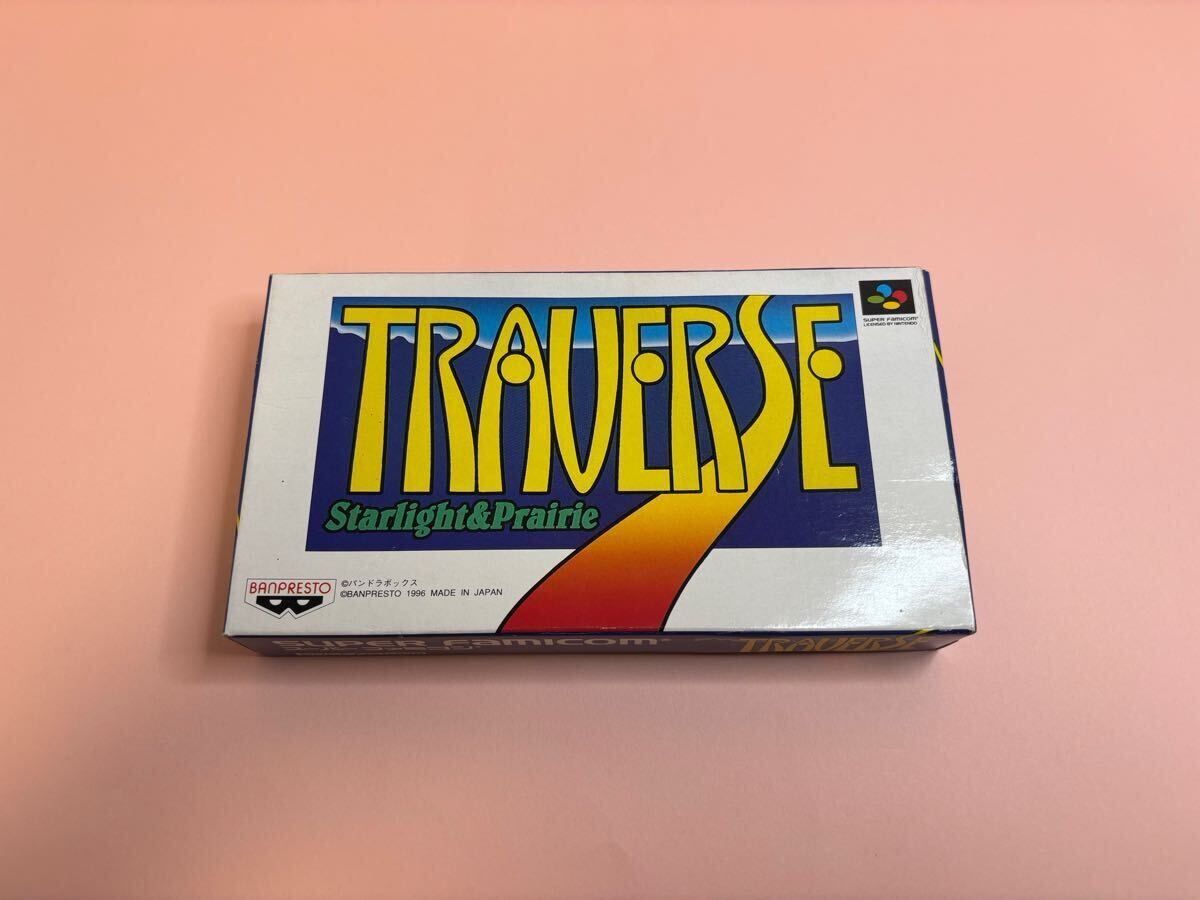 TRAVERSE
Starlight&Prairie
SUPER FAMICOM®
LICENSED BY NINTENDO
BANPRESTO
©パンドラボックス
©BANPRESTO 1996 MADE IN JAPAN
SUPER FAMICOM®
TRAVERSE